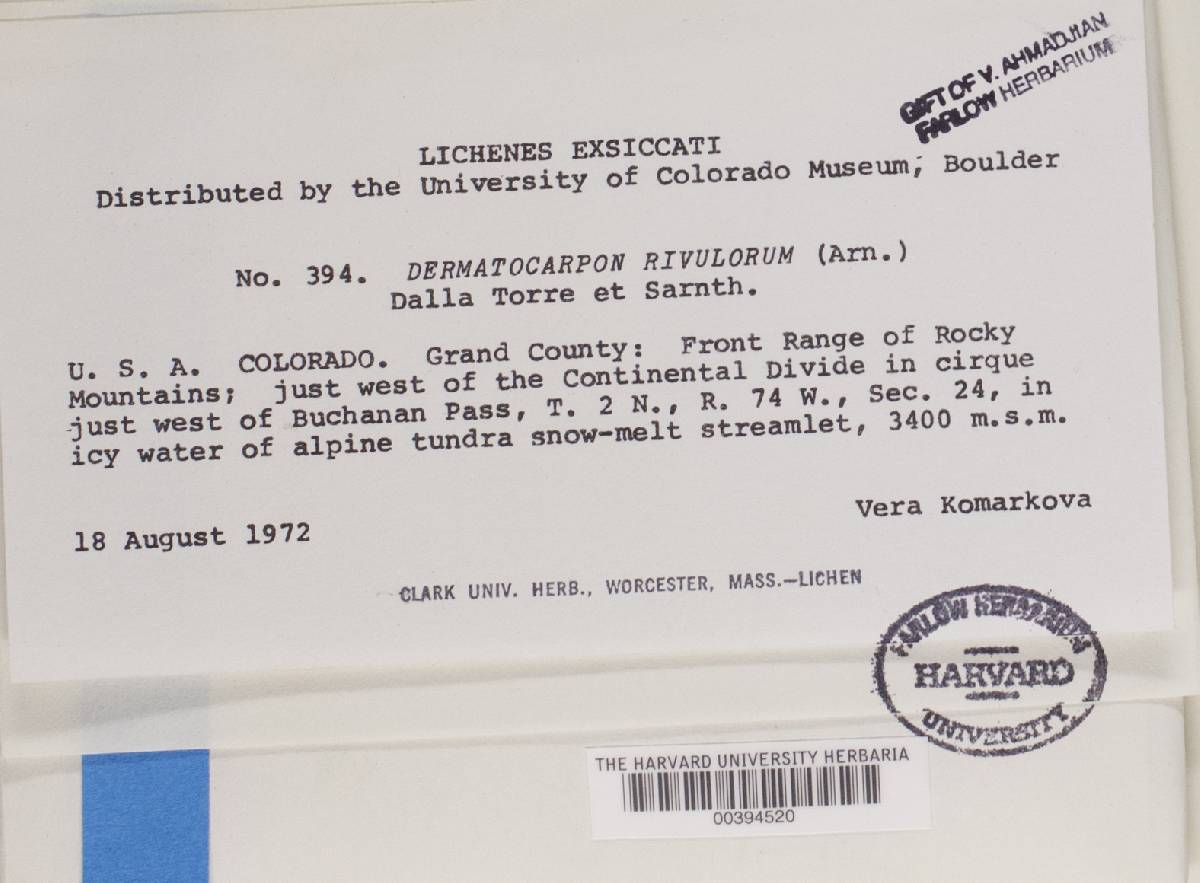 GIFT OF V. AHMADJIAN
FARLOW HERBARIUM
LICHENES EXSICCATI
Distributed by the University of Colorado Museum, Boulder
No. 394. DERMATOCARPON RIVULORUM (Arn.)
Dalla Torre et Sarnth.
U. S. A. COLORADO. Grand County: Front Range of Rocky
Mountains; just west of the Continental Divide in cirque
just west of Buchanan Pass, T. 2 N., R. 74 W., Sec. 24, in
icy water of alpine tundra snow-melt streamlet, 3400 m.s.m.
Vera Komarkova
18 August 1972
CLARK UNIV. HERB., WORCESTER, MASS.—LICHEN
FARLOW HERBARIUM
HARVARD
UNIVERSITY
THE HARVARD UNIVERSITY HERBARIA
00394520